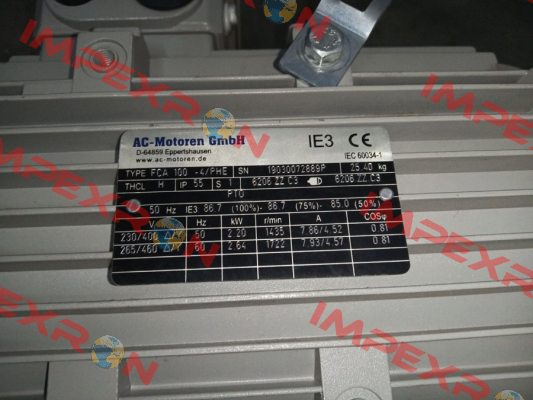 IMPEXRON
IMPEXRON
AC-Motoren GmbH
D-64859 Eppertshausen
www.ac-motoren.de
IE3 CE
IEC 60034-1
TYPE FCA 100 -4/PHE SN 19030072889P 25.40 kg
THCL H IP 55 S 1 6206 ZZ C3 6206 ZZ C3
PTO
50 Hz IE3 86.7 (100%)- 86.7 (75%)- 85.0 (50%)
V Hz kW r/min A COSφ
230/400 Δ/Y 50 2.20 1435 7.86/4.52 0.81
265/460 Δ/Y 60 2.64 1722 7.93/4.57 0.81
IMPEXRON
IMPEXRON